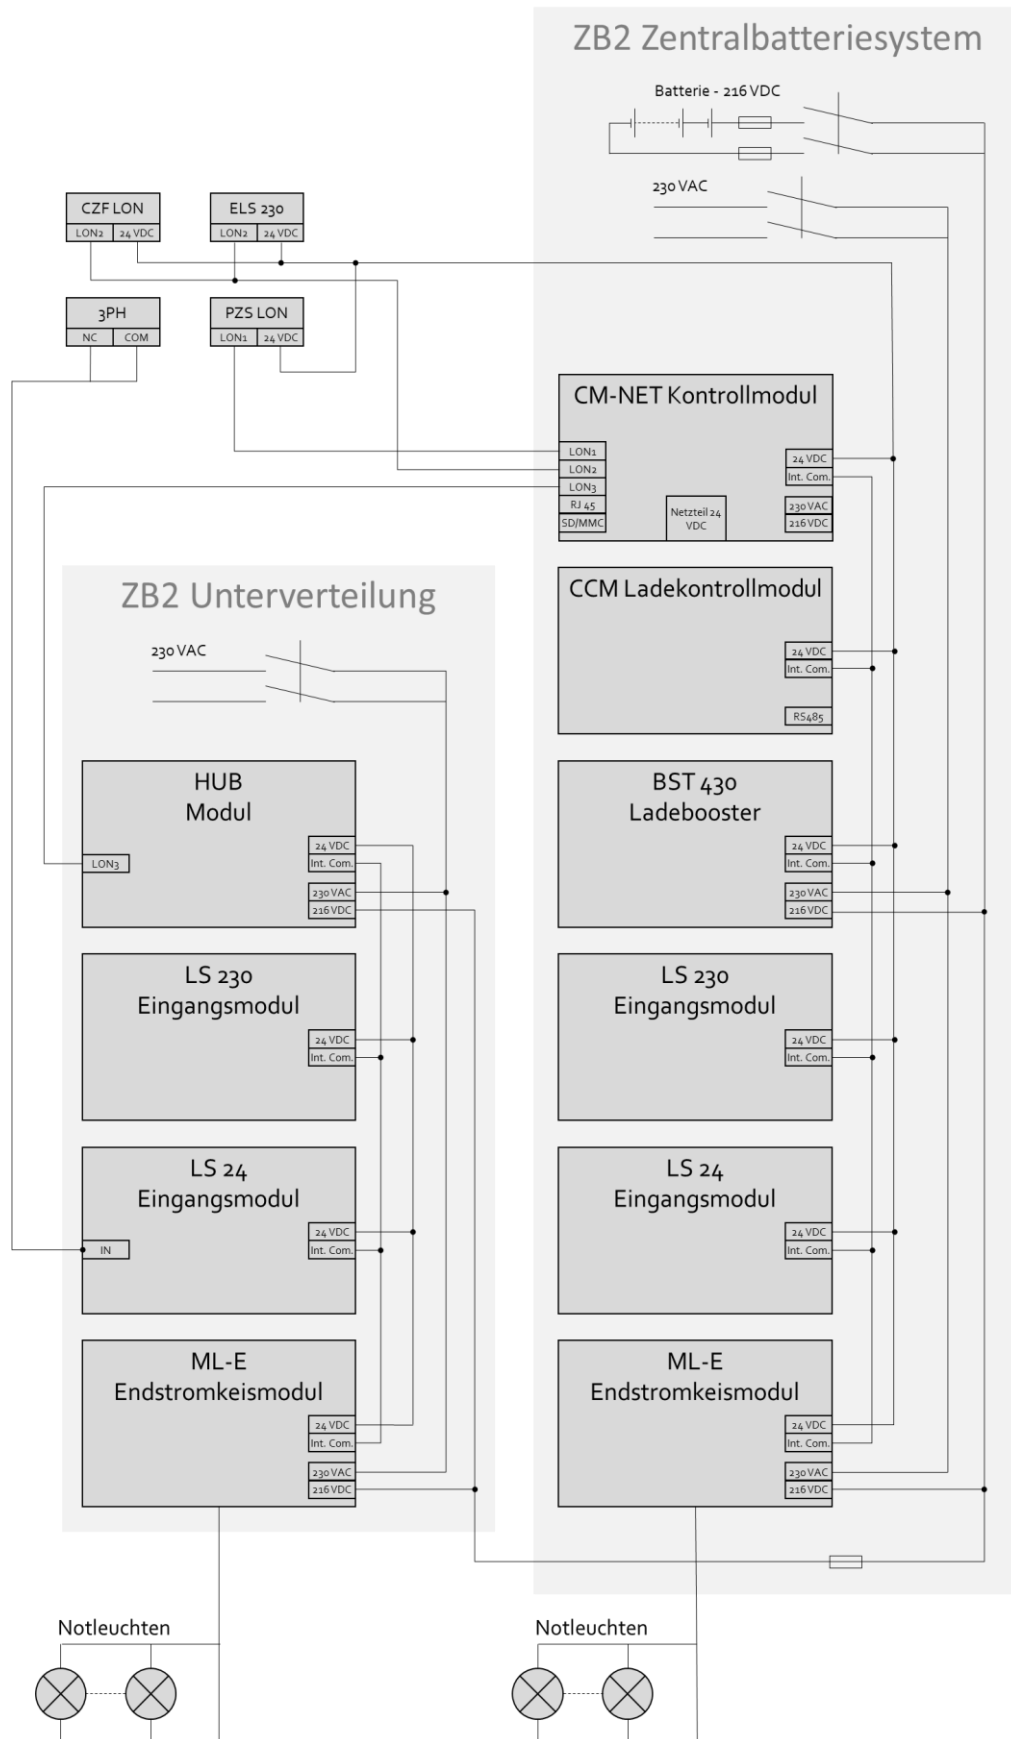 ZB2 Zentralbatteriesystem
Batterie - 216 VDC
230 VAC
CZF LON
LON2 24 VDC
ELS 230
LON2 24 VDC
3PH
NC COM
PZS LON
LON1 24 VDC
CM-NET Kontrollmodul
LON1
LON2
LON3
RJ 45
SD/MMC
Netzteil 24
VDC
24 VDC
Int. Com.
230 VAC
216 VDC
CCM Ladekontrollmodul
24 VDC
Int. Com.
RS485
BST 430
Ladebooster
24 VDC
Int. Com.
230 VAC
216 VDC
LS 230
Eingangsmodul
24 VDC
Int. Com.
LS 24
Eingangsmodul
24 VDC
Int. Com.
ML-E
Endstromkeismodul
24 VDC
Int. Com.
230 VAC
216 VDC
Notleuchten
ZB2 Unterverteilung
230 VAC
HUB
Modul
LON3
24 VDC
Int. Com.
230 VAC
216 VDC
LS 230
Eingangsmodul
24 VDC
Int. Com.
LS 24
Eingangsmodul
IN
24 VDC
Int. Com.
ML-E
Endstromkeismodul
24 VDC
Int. Com.
230 VAC
216 VDC
Notleuchten